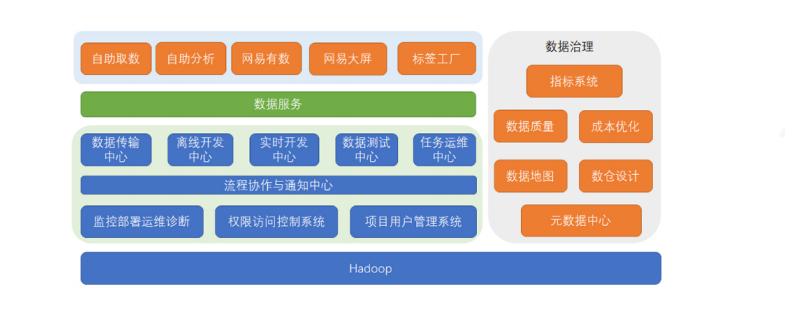 自助取数
自助分析
网易有数
网易大屏
标签工厂
数据服务
数据传输
中心
离线开发
中心
实时开发
中心
数据测试
中心
任务运维
中心
流程协作与通知中心
监控部署运维诊断
权限访问控制系统
项目用户管理系统
数据治理
指标系统
数据质量
成本优化
数据地图
数仓设计
元数据中心
Hadoop